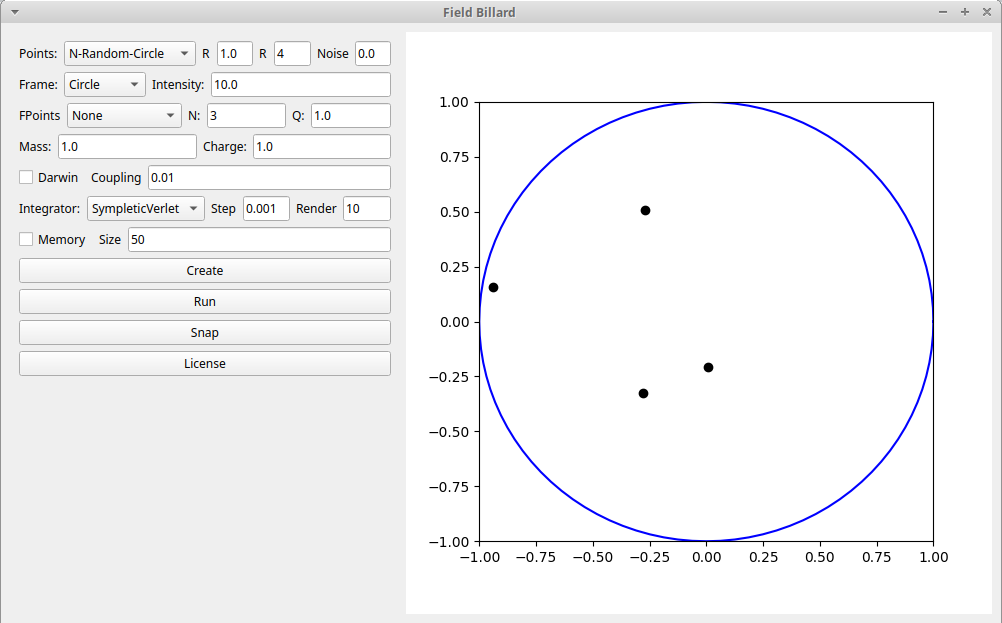 Field Billard
Points: N-Random-Circle R 1.0 R 4 Noise 0.0
Frame: Circle Intensity: 10.0
FPoints None N: 3 Q: 1.0
Mass: 1.0 Charge: 1.0
Darwin Coupling 0.01
Integrator: SympleticVerlet Step 0.001 Render 10
Memory Size 50
Create
Run
Snap
License
1.00
0.75
0.50
0.25
0.00
−0.25
−0.50
−0.75
−1.00
−1.00 −0.75 −0.50 −0.25 0.00 0.25 0.50 0.75 1.00